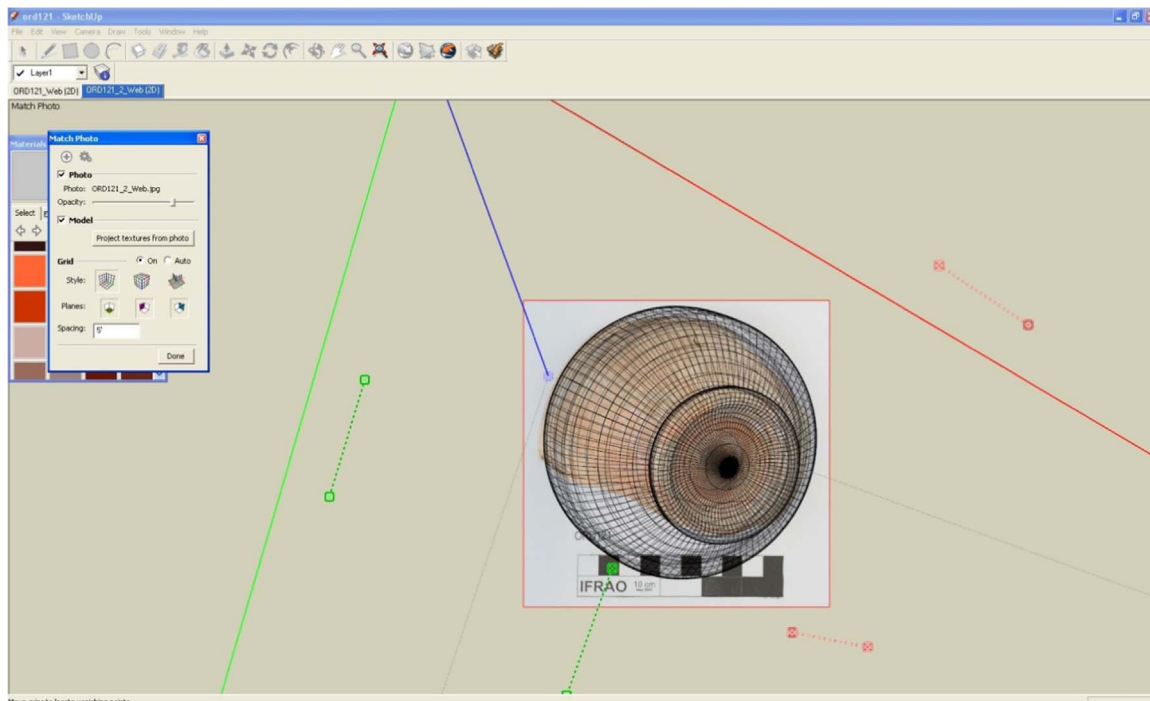 ord121 - SketchUp
File Edit View Camera Draw Tools Window Help
Layer1
ORD121_Web (2D) ORD121_2_Web (2D)
Match Photo
Materials
Match Photo
Photo
Photo: ORD121_2_Web.jpg
Opacity:
Select
Model
Project textures from photo
Grid On Auto
Style:
Planes:
Spacing: 5'
Done
IFRAO 10 cm